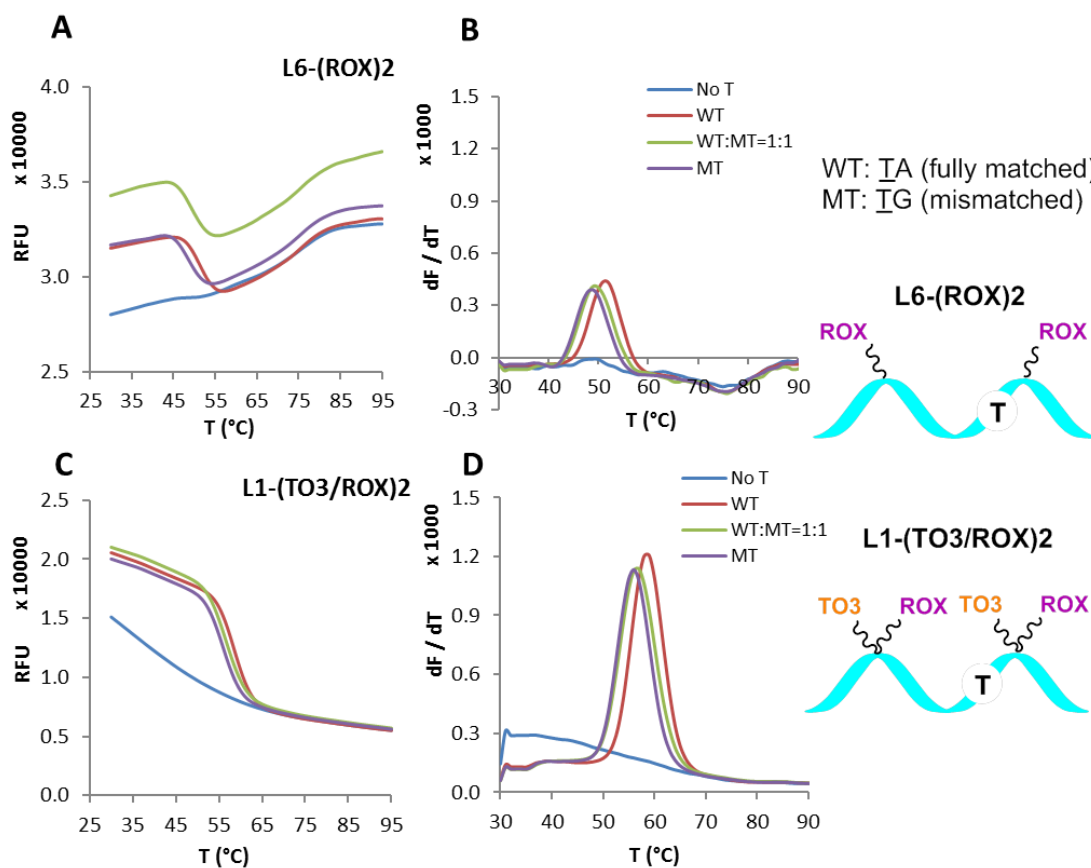 A
L6-(ROX)2
x 10000
RFU
4.0
3.5
3.0
2.5
25 35 45 55 65 75 85 95
T (°C)
B
No T
WT
WT:MT=1:1
MT
x 1000
dF / dT
1.5
1.2
0.9
0.6
0.3
0.0
-0.3
30 40 50 60 70 80 90
T (°C)
WT: TA (fully matched)
MT: TG (mismatched)
L6-(ROX)2
ROX ROX
T
C
L1-(TO3/ROX)2
x 10000
RFU
2.5
2.0
1.5
1.0
0.5
0.0
25 35 45 55 65 75 85 95
T (°C)
D
No T
WT
WT:MT=1:1
MT
x 1000
dF / dT
1.5
1.2
0.9
0.6
0.3
0.0
30 40 50 60 70 80 90
T (°C)
L1-(TO3/ROX)2
TO3 ROX TO3 ROX
T